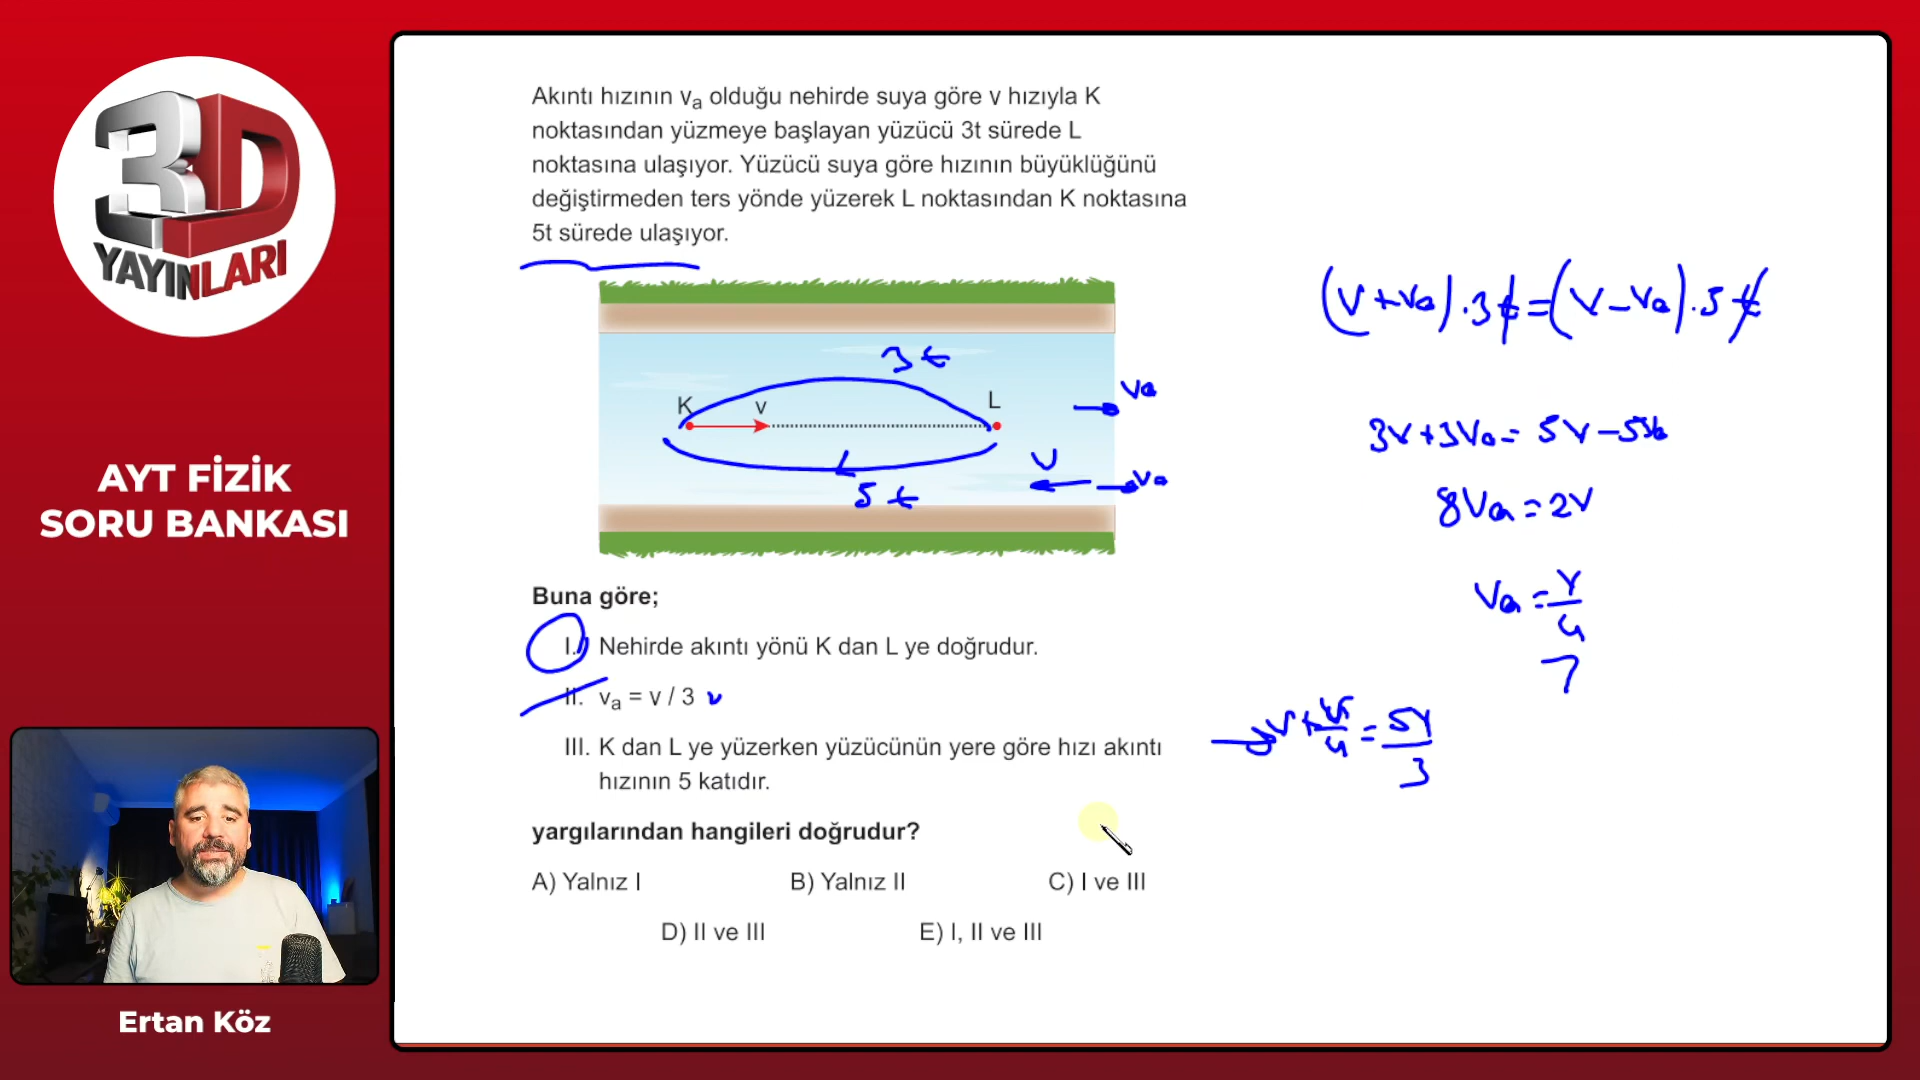 3D
YAYINLARI
AYT FİZİK
SORU BANKASI
Ertan Köz
Akıntı hızının va olduğu nehirde suya göre v hızıyla K
noktasından yüzmeye başlayan yüzücü 3t sürede L
noktasına ulaşıyor. Yüzücü suya göre hızının büyüklüğünü
değiştirmeden ters yönde yüzerek L noktasından K noktasına
5t sürede ulaşıyor.
3t
K v L
va
V
va
5t
Buna göre;
I. Nehirde akıntı yönü K dan L ye doğrudur.
II. va = v / 3
III. K dan L ye yüzerken yüzücünün yere göre hızı akıntı
hızının 5 katıdır.
yargılarından hangileri doğrudur?
A) Yalnız I B) Yalnız II C) I ve III
D) II ve III E) I, II ve III
(V+Va).3t=(V-Va).5t
3V+3Va=5V-5Va
8Va=2V
Va=V/4
V+V/4=5V/3